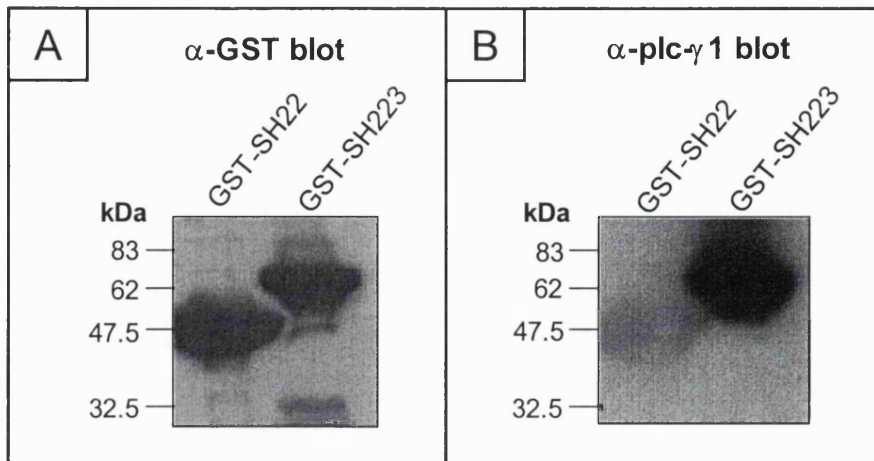 A
α-GST blot
GST-SH22
GST-SH223
kDa
83
62
47.5
32.5
B
α-plc-γ1 blot
GST-SH22
GST-SH223
kDa
83
62
47.5
32.5